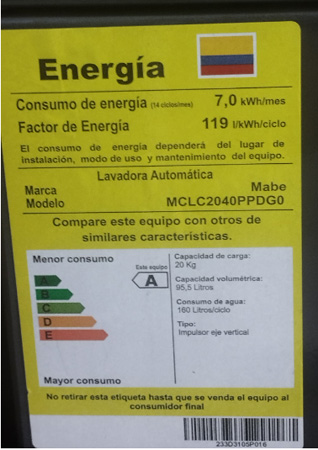 Energía
Consumo de energía (14 ciclos/mes) 7,0 kWh/mes
Factor de Energía 119 l/kWh/ciclo
El consumo de energía dependerá del lugar de
instalación, modo de uso y mantenimiento del equipo.
Lavadora Automática
Marca Mabe
Modelo MCLC2040PPDG0
Compare este equipo con otros de
similares características.
Menor consumo
Este equipo
A
A
B
C
D
E
Mayor consumo
Capacidad de carga:
20 Kg
Capacidad volumétrica:
95,5 Litros
Consumo de agua:
160 Litros/ciclo
Tipo:
Impulsor eje vertical
No retirar esta etiqueta hasta que se venda el equipo al
consumidor final
233D3105P016